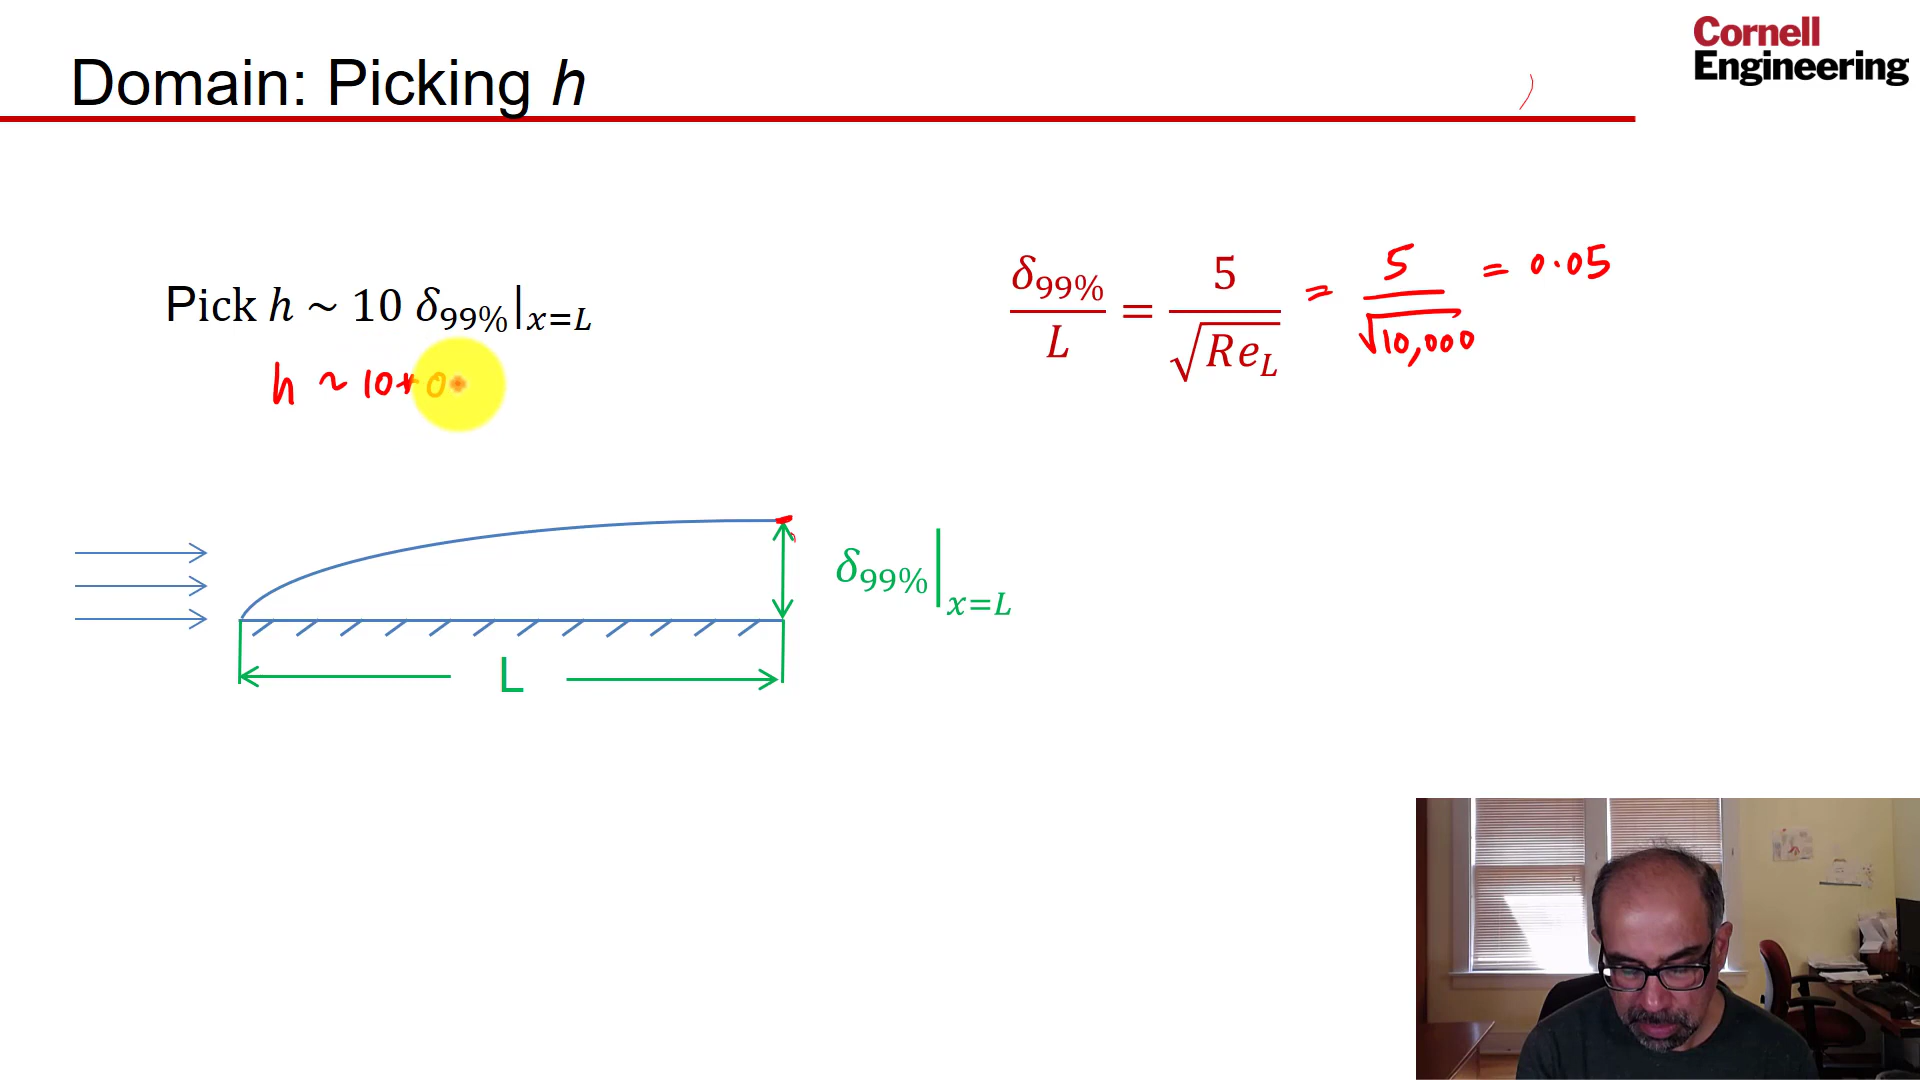 Cornell
Engineering
Domain: Picking h
Pick h ~ 10 δ99%|x=L
δ99%/L = 5/√ReL = 5/√10,000 = 0.05
h ~ 10* 0.
δ99%|x=L
L